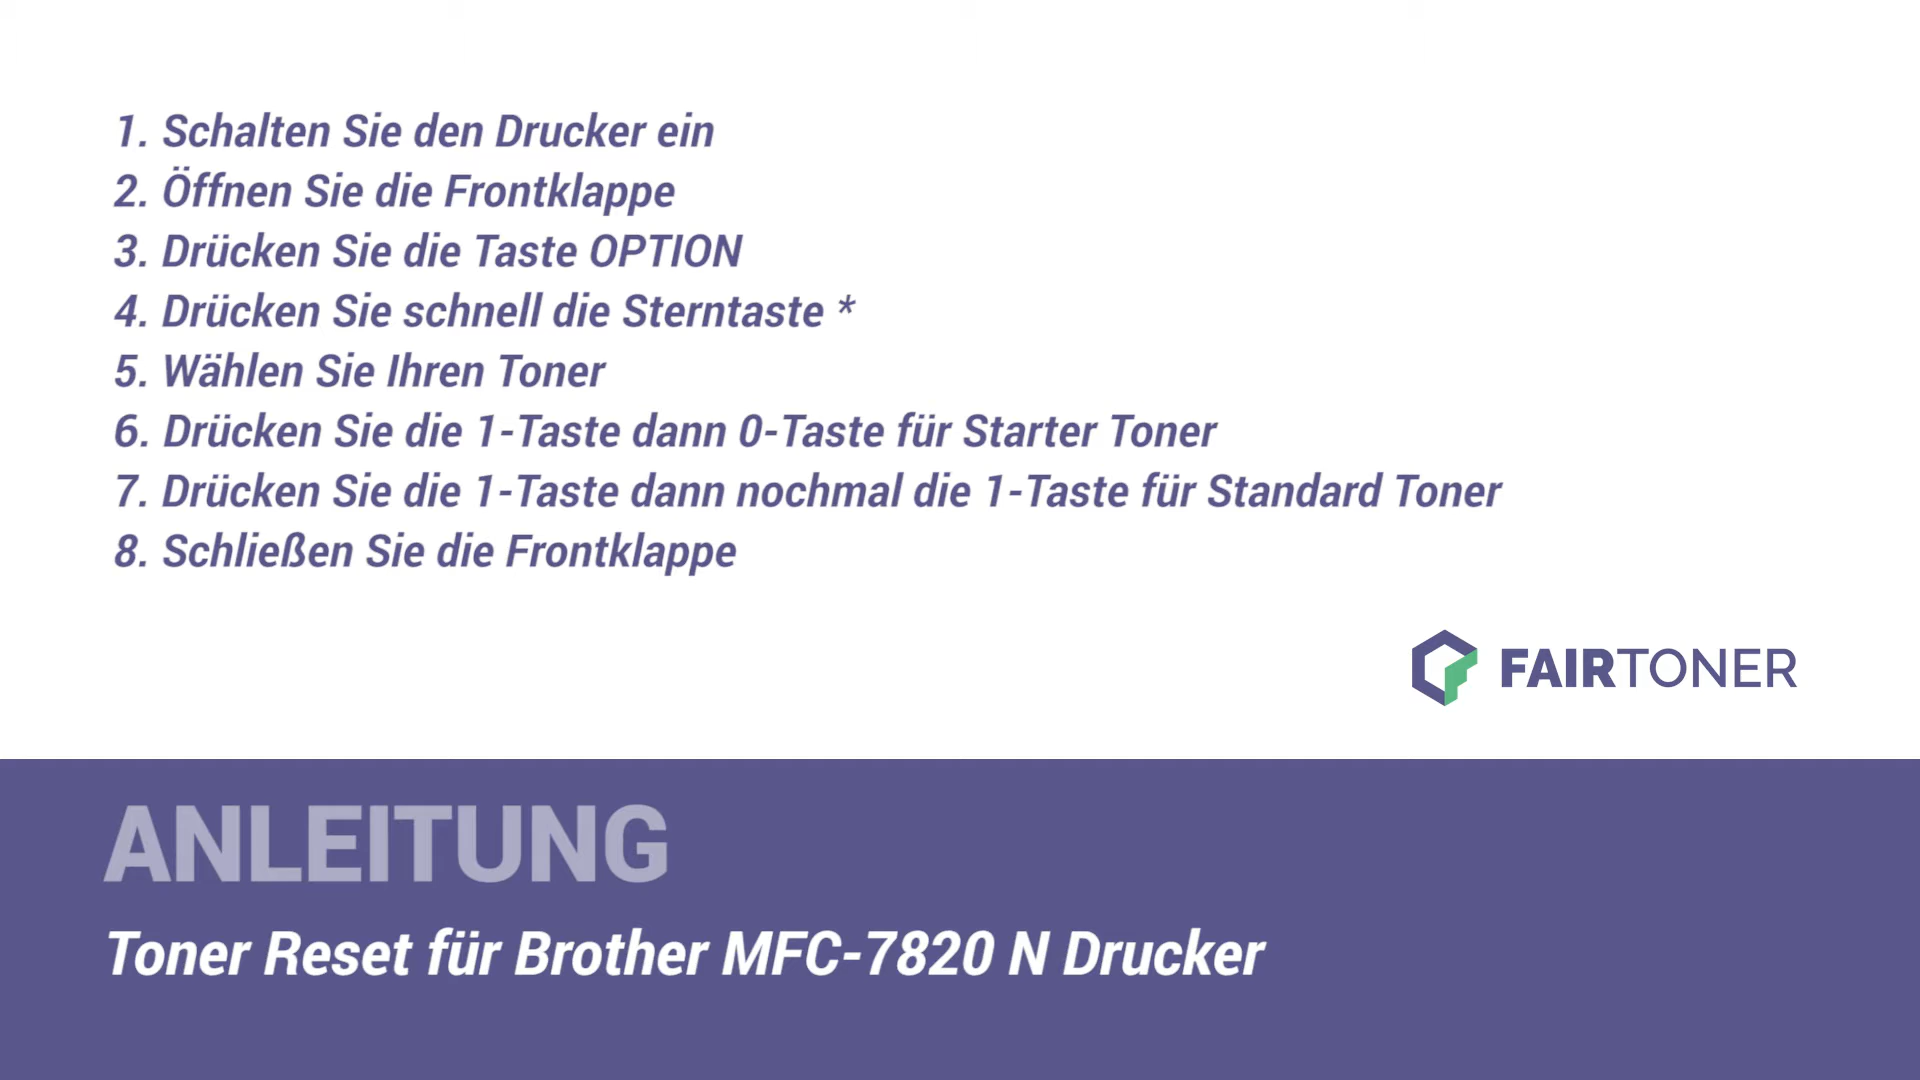 1. Schalten Sie den Drucker ein
2. Öffnen Sie die Frontklappe
3. Drücken Sie die Taste OPTION
4. Drücken Sie schnell die Sterntaste *
5. Wählen Sie Ihren Toner
6. Drücken Sie die 1-Taste dann 0-Taste für Starter Toner
7. Drücken Sie die 1-Taste dann nochmal die 1-Taste für Standard Toner
8. Schließen Sie die Frontklappe
FAIRTONER
ANLEITUNG
Toner Reset für Brother MFC-7820 N Drucker